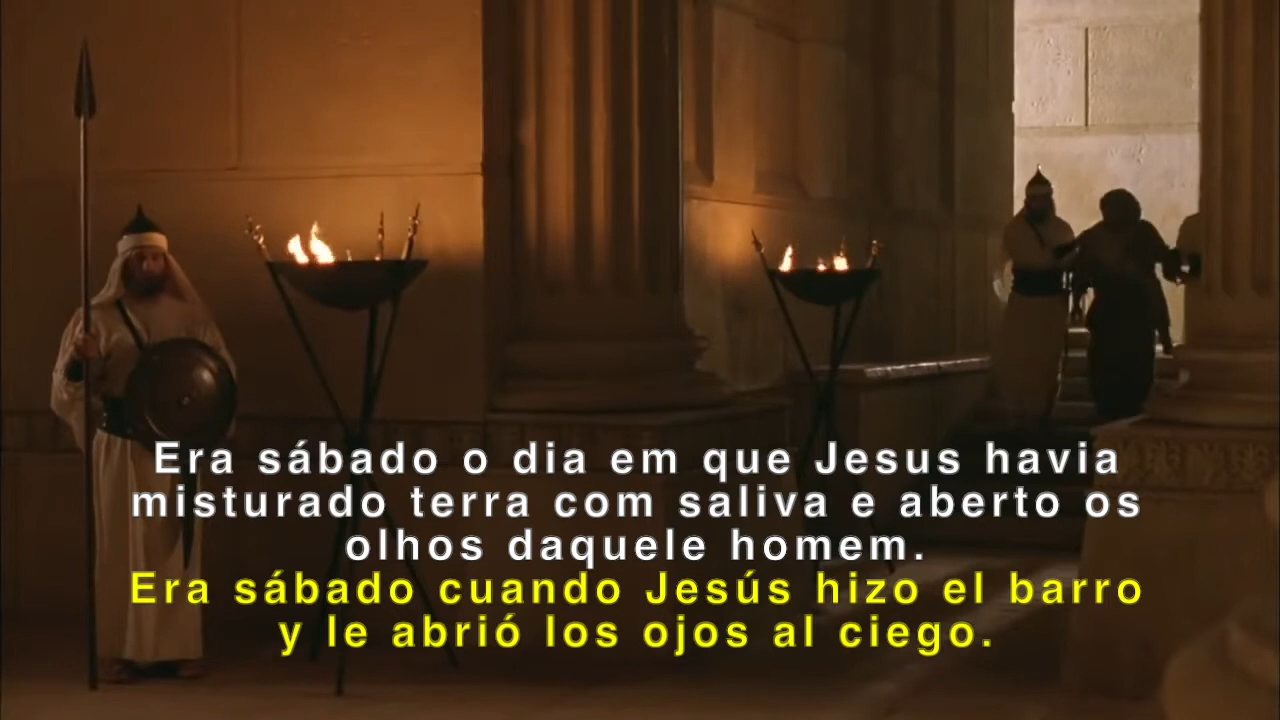 Era sábado o dia em que Jesus havia
misturado terra com saliva e aberto os
olhos daquele homem.
Era sábado cuando Jesús hizo el barro
y le abrió los ojos al ciego.